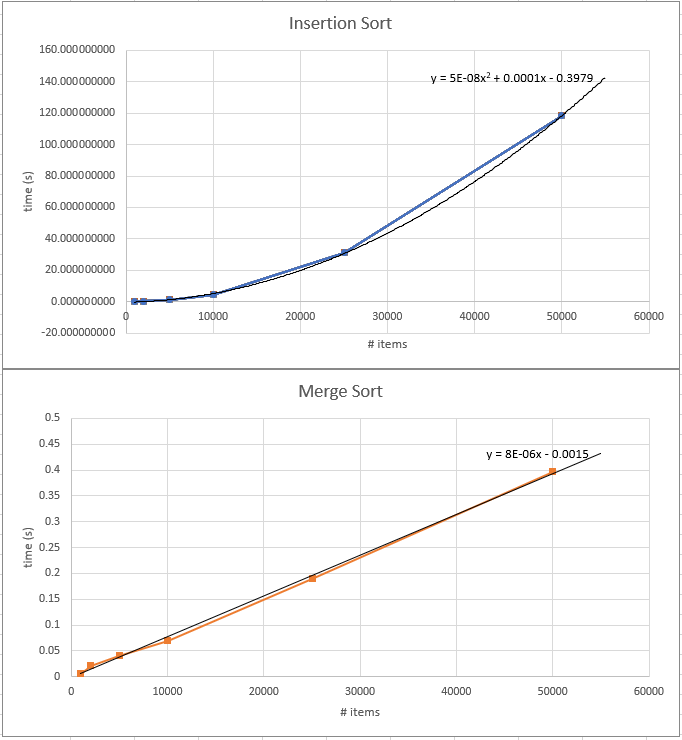 Insertion Sort
160.000000000
140.000000000
y = 5E-08x² + 0.0001x - 0.3979
120.000000000
100.000000000
80.000000000
time (s)
60.000000000
40.000000000
20.000000000
0.000000000
0 10000 20000 30000 40000 50000 60000
-20.000000000
# items
Merge Sort
0.5
0.45
y = 8E-06x - 0.0015
0.4
0.35
0.3
time (s)
0.25
0.2
0.15
0.1
0.05
0
0 10000 20000 30000 40000 50000 60000
# items